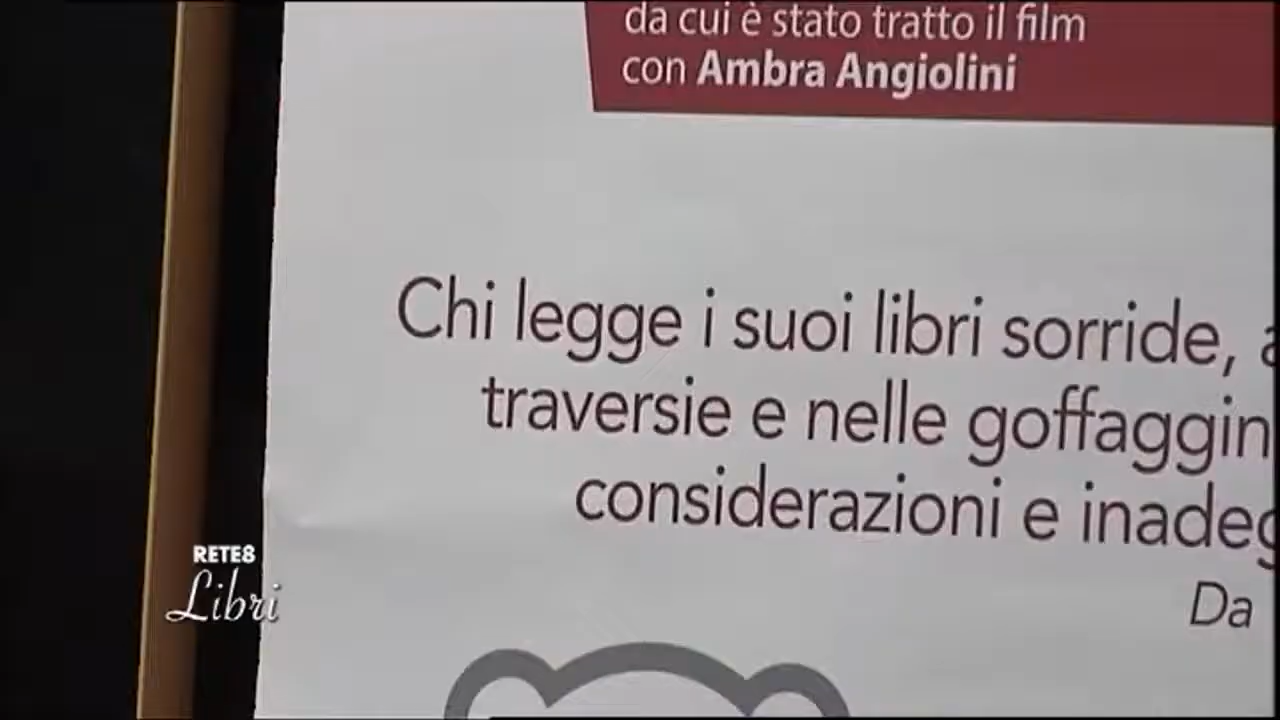 da cui è stato tratto il film
con Ambra Angiolini
Chi legge i suoi libri sorride,
traversie e nelle goffaggin
considerazioni e inadeg
Da
RETE8
Libri